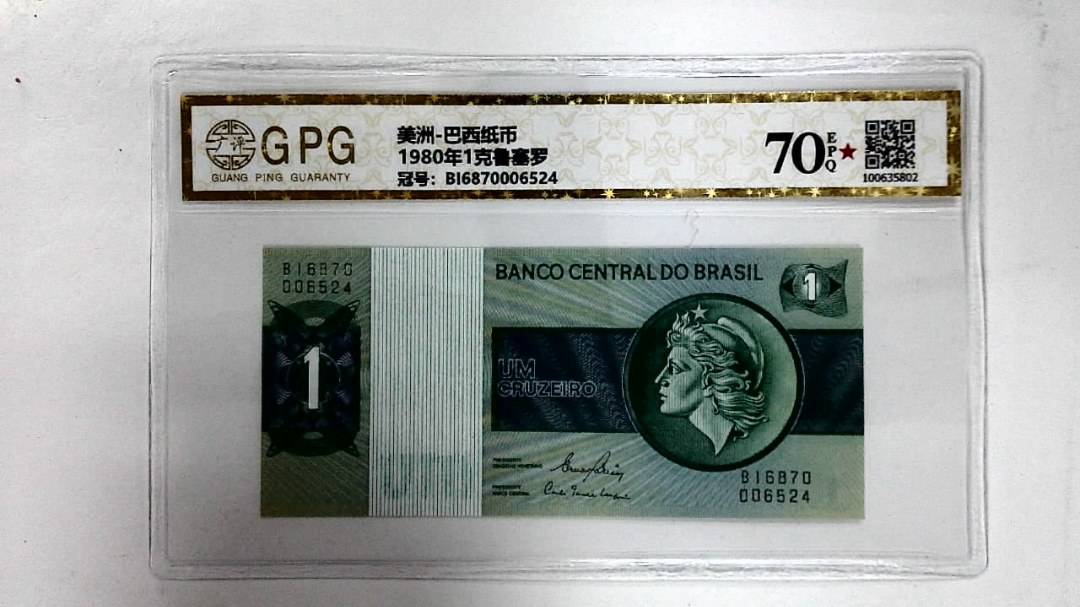 GPG
GUANG PING GUARANTY
美洲-巴西纸币
1980年1克鲁塞罗
冠号：BI6870006524
70
EPQ
100635802
BI6870
006524
1
BANCO CENTRAL DO BRASIL
1
UM
CRUZEIRO
BI6870
006524